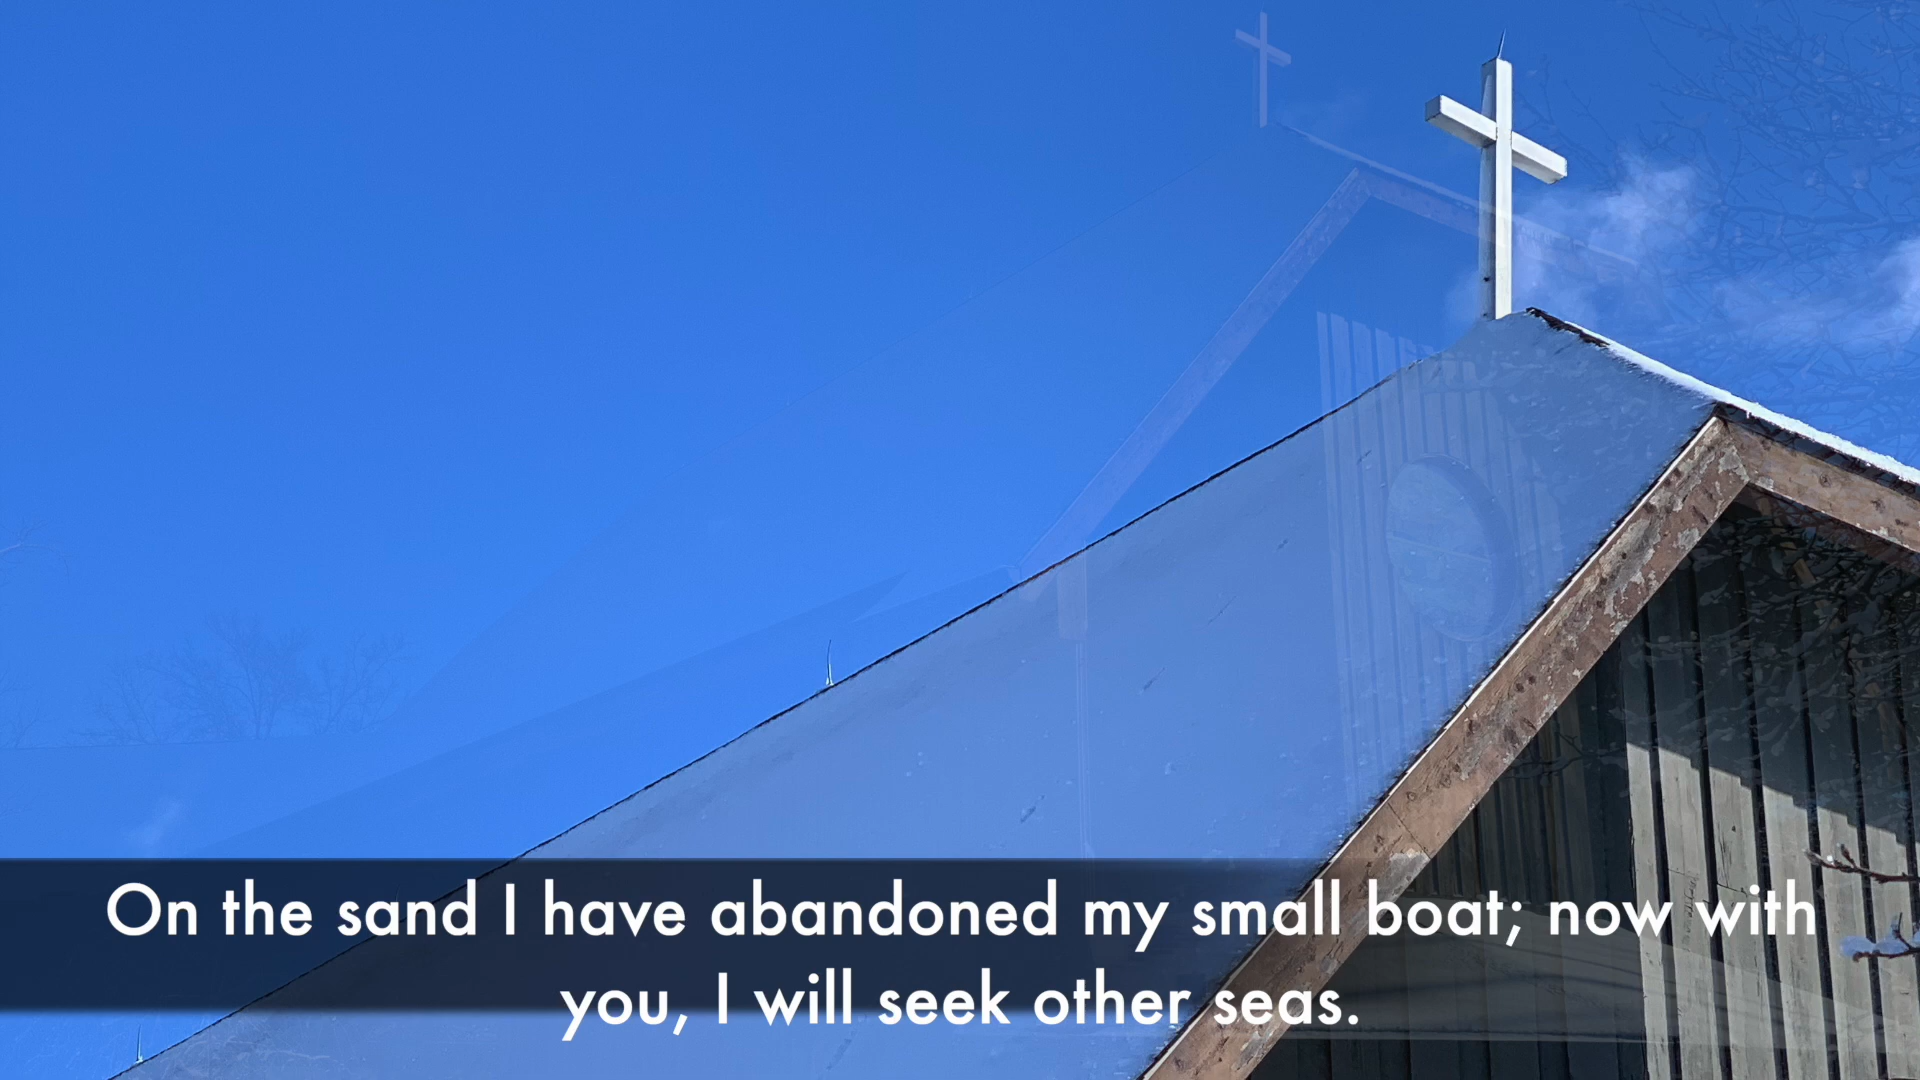 On the sand I have abandoned my small boat; now with
you, I will seek other seas.